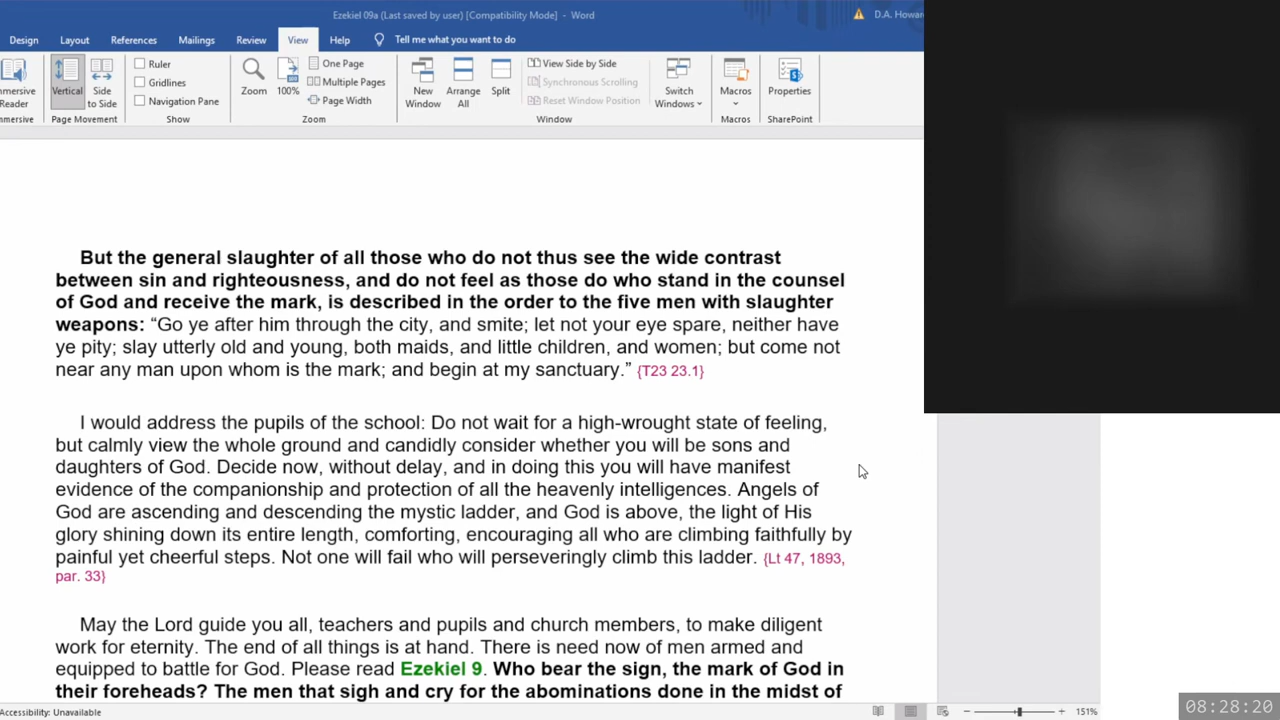 Ezekiel 09a (Last saved by user) [Compatibility Mode] - Word
D.A. Howar
Design Layout References Mailings Review View Help Tell me what you want to do
mmersive
Reader
mmersive
Vertical
Side
to Side
Page Movement
Ruler
Gridlines
Navigation Pane
Show
Zoom
100%
One Page
Multiple Pages
Page Width
Zoom
New
Window
Arrange
All
Split
View Side by Side
Synchronous Scrolling
Reset Window Position
Switch
Windows
Window
Macros
Macros
Properties
SharePoint
But the general slaughter of all those who do not thus see the wide contrast
between sin and righteousness, and do not feel as those do who stand in the counsel
of God and receive the mark, is described in the order to the five men with slaughter
weapons: “Go ye after him through the city, and smite; let not your eye spare, neither have
ye pity; slay utterly old and young, both maids, and little children, and women; but come not
near any man upon whom is the mark; and begin at my sanctuary.” {T23 23.1}
I would address the pupils of the school: Do not wait for a high-wrought state of feeling,
but calmly view the whole ground and candidly consider whether you will be sons and
daughters of God. Decide now, without delay, and in doing this you will have manifest
evidence of the companionship and protection of all the heavenly intelligences. Angels of
God are ascending and descending the mystic ladder, and God is above, the light of His
glory shining down its entire length, comforting, encouraging all who are climbing faithfully by
painful yet cheerful steps. Not one will fail who will perseveringly climb this ladder. {Lt 47, 1893,
par. 33}
May the Lord guide you all, teachers and pupils and church members, to make diligent
work for eternity. The end of all things is at hand. There is need now of men armed and
equipped to battle for God. Please read Ezekiel 9. Who bear the sign, the mark of God in
their foreheads? The men that sigh and cry for the abominations done in the midst of
Accessibility: Unavailable
151%
08:28:20